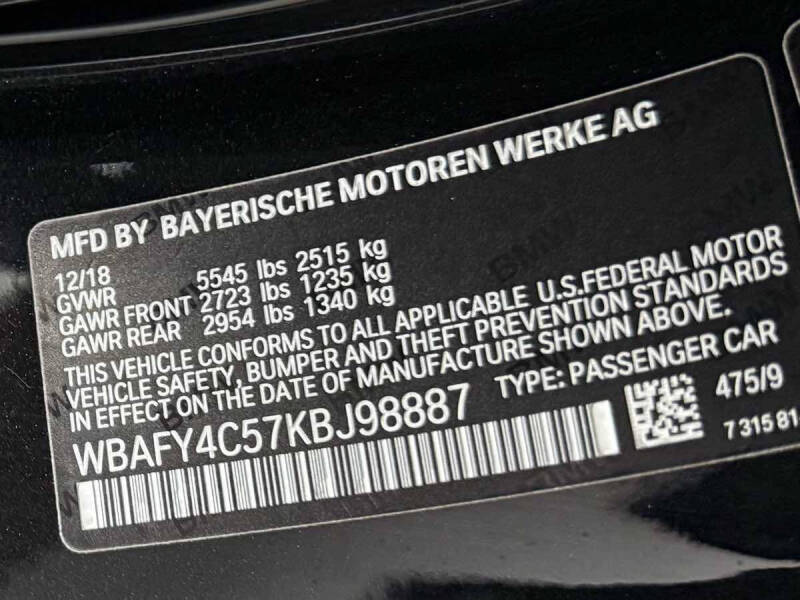 MFD BY BAYERISCHE MOTOREN WERKE AG
12/18
GVWR 5545 lbs 2515 kg
GAWR FRONT 2723 lbs 1235 kg
GAWR REAR 2954 lbs 1340 kg
THIS VEHICLE CONFORMS TO ALL APPLICABLE U.S.FEDERAL MOTOR
VEHICLE SAFETY, BUMPER AND THEFT PREVENTION STANDARDS
IN EFFECT ON THE DATE OF MANUFACTURE SHOWN ABOVE.
WBAFY4C57KBJ98887 TYPE: PASSENGER CAR
475/9
7 315 81